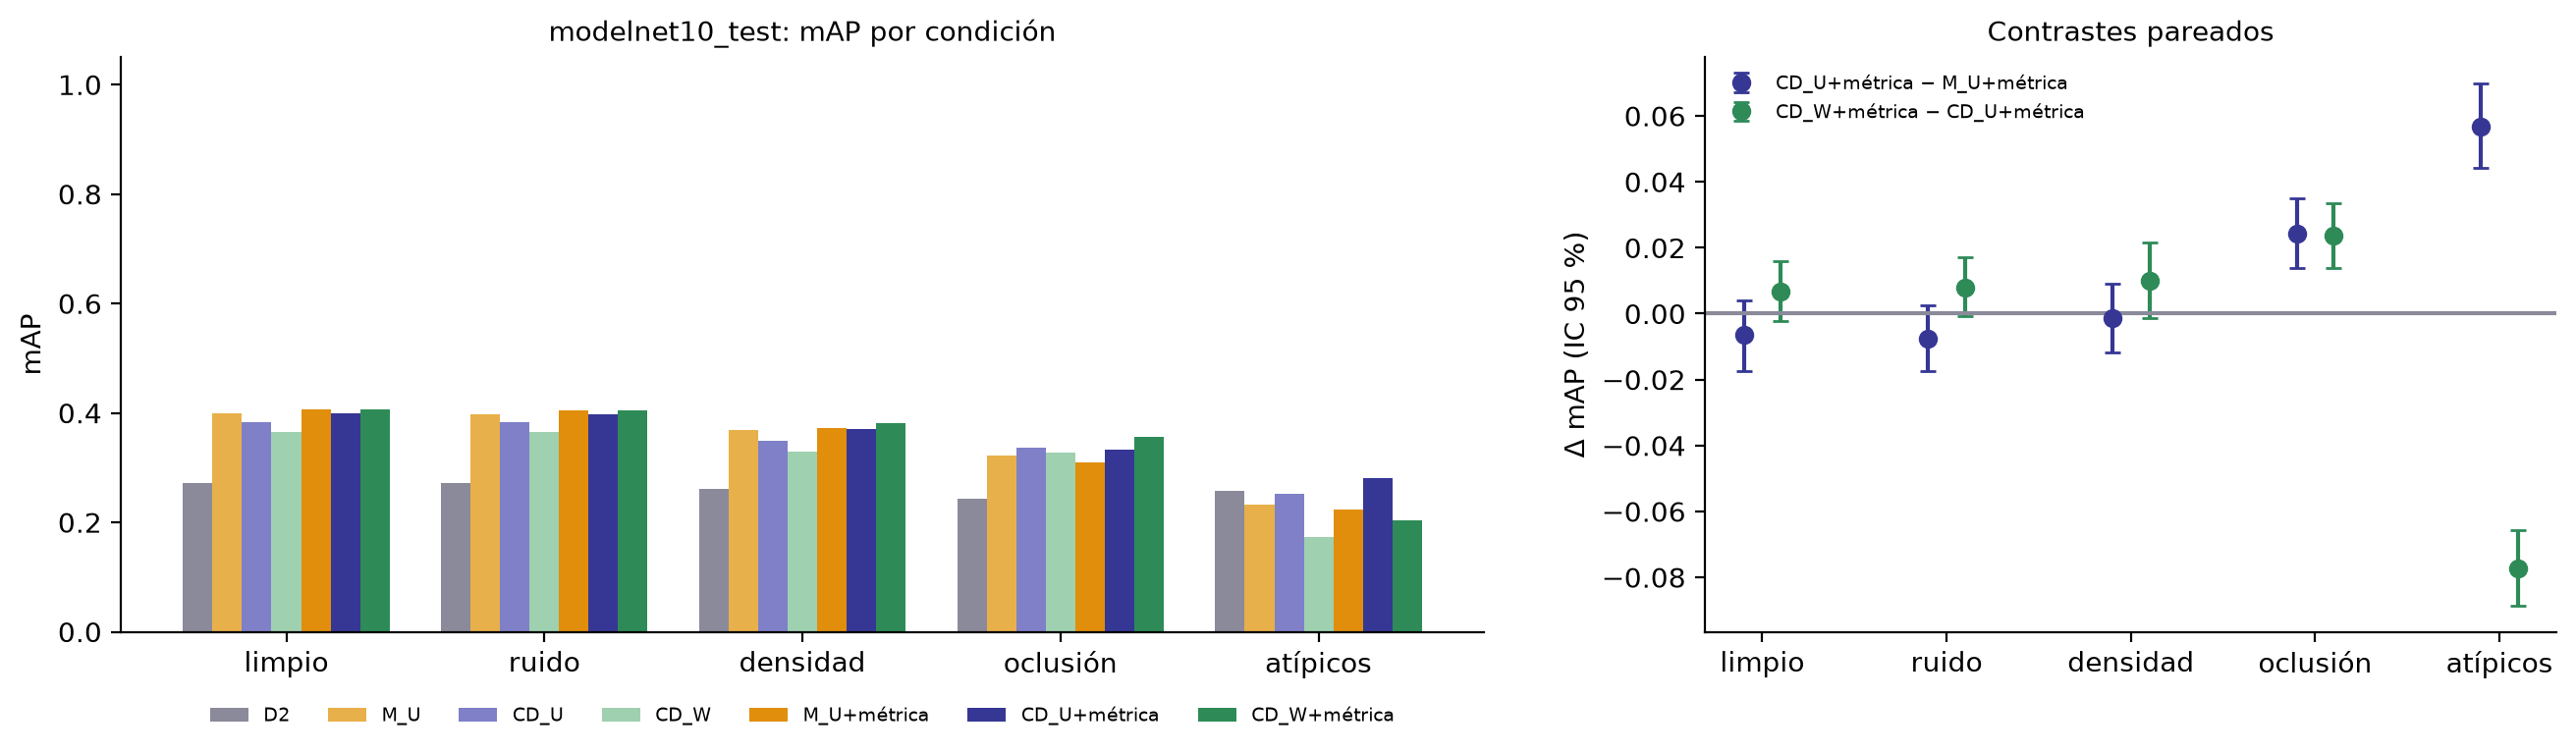 modelnet10_test: mAP por condición
mAP
1.0
0.8
0.6
0.4
0.2
0.0
limpio ruido densidad oclusión atípicos
D2 M_U CD_U CD_W M_U+métrica CD_U+métrica CD_W+métrica
Contrastes pareados
CD_U+métrica − M_U+métrica
CD_W+métrica − CD_U+métrica
Δ mAP (IC 95 %)
0.06
0.04
0.02
0.00
−0.02
−0.04
−0.06
−0.08
limpio ruido densidad oclusión atípicos